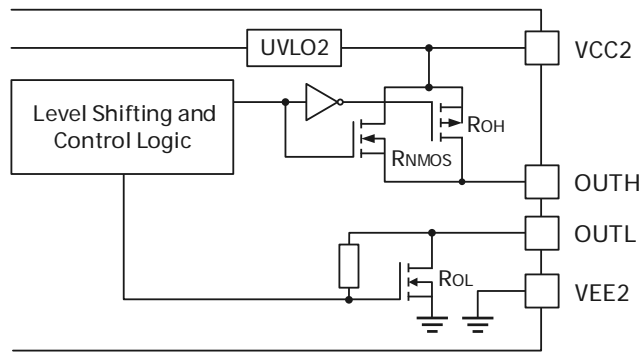 UVLO2
VCC2
Level Shifting and
Control Logic
ROH
RNMOS
OUTH
OUTL
ROL
VEE2